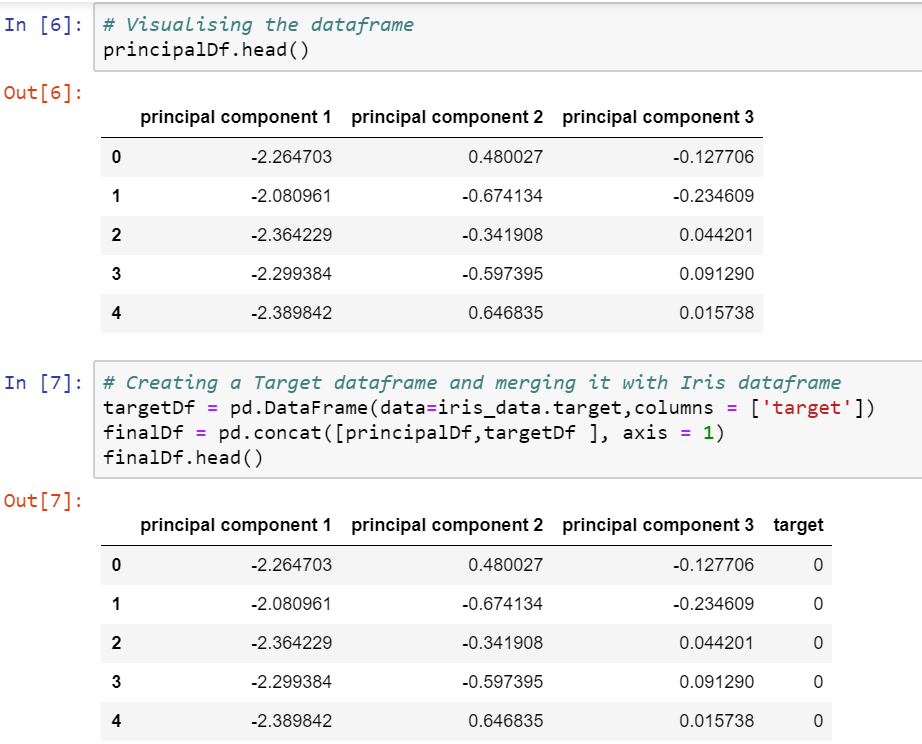 In [6]: # Visualising the dataframe
principalDf.head()
Out[6]:
principal component 1 principal component 2 principal component 3
0 -2.264703 0.480027 -0.127706
1 -2.080961 -0.674134 -0.234609
2 -2.364229 -0.341908 0.044201
3 -2.299384 -0.597395 0.091290
4 -2.389842 0.646835 0.015738
In [7]: # Creating a Target dataframe and merging it with Iris dataframe
targetDf = pd.DataFrame(data=iris_data.target,columns = ['target'])
finalDf = pd.concat([principalDf,targetDf ], axis = 1)
finalDf.head()
Out[7]:
principal component 1 principal component 2 principal component 3 target
0 -2.264703 0.480027 -0.127706 0
1 -2.080961 -0.674134 -0.234609 0
2 -2.364229 -0.341908 0.044201 0
3 -2.299384 -0.597395 0.091290 0
4 -2.389842 0.646835 0.015738 0